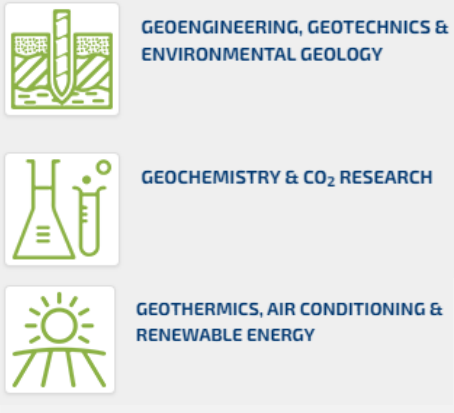 GEOENGINEERING, GEOTECHNICS &
ENVIRONMENTAL GEOLOGY
GEOCHEMISTRY & CO₂ RESEARCH
GEOTHERMICS, AIR CONDITIONING &
RENEWABLE ENERGY